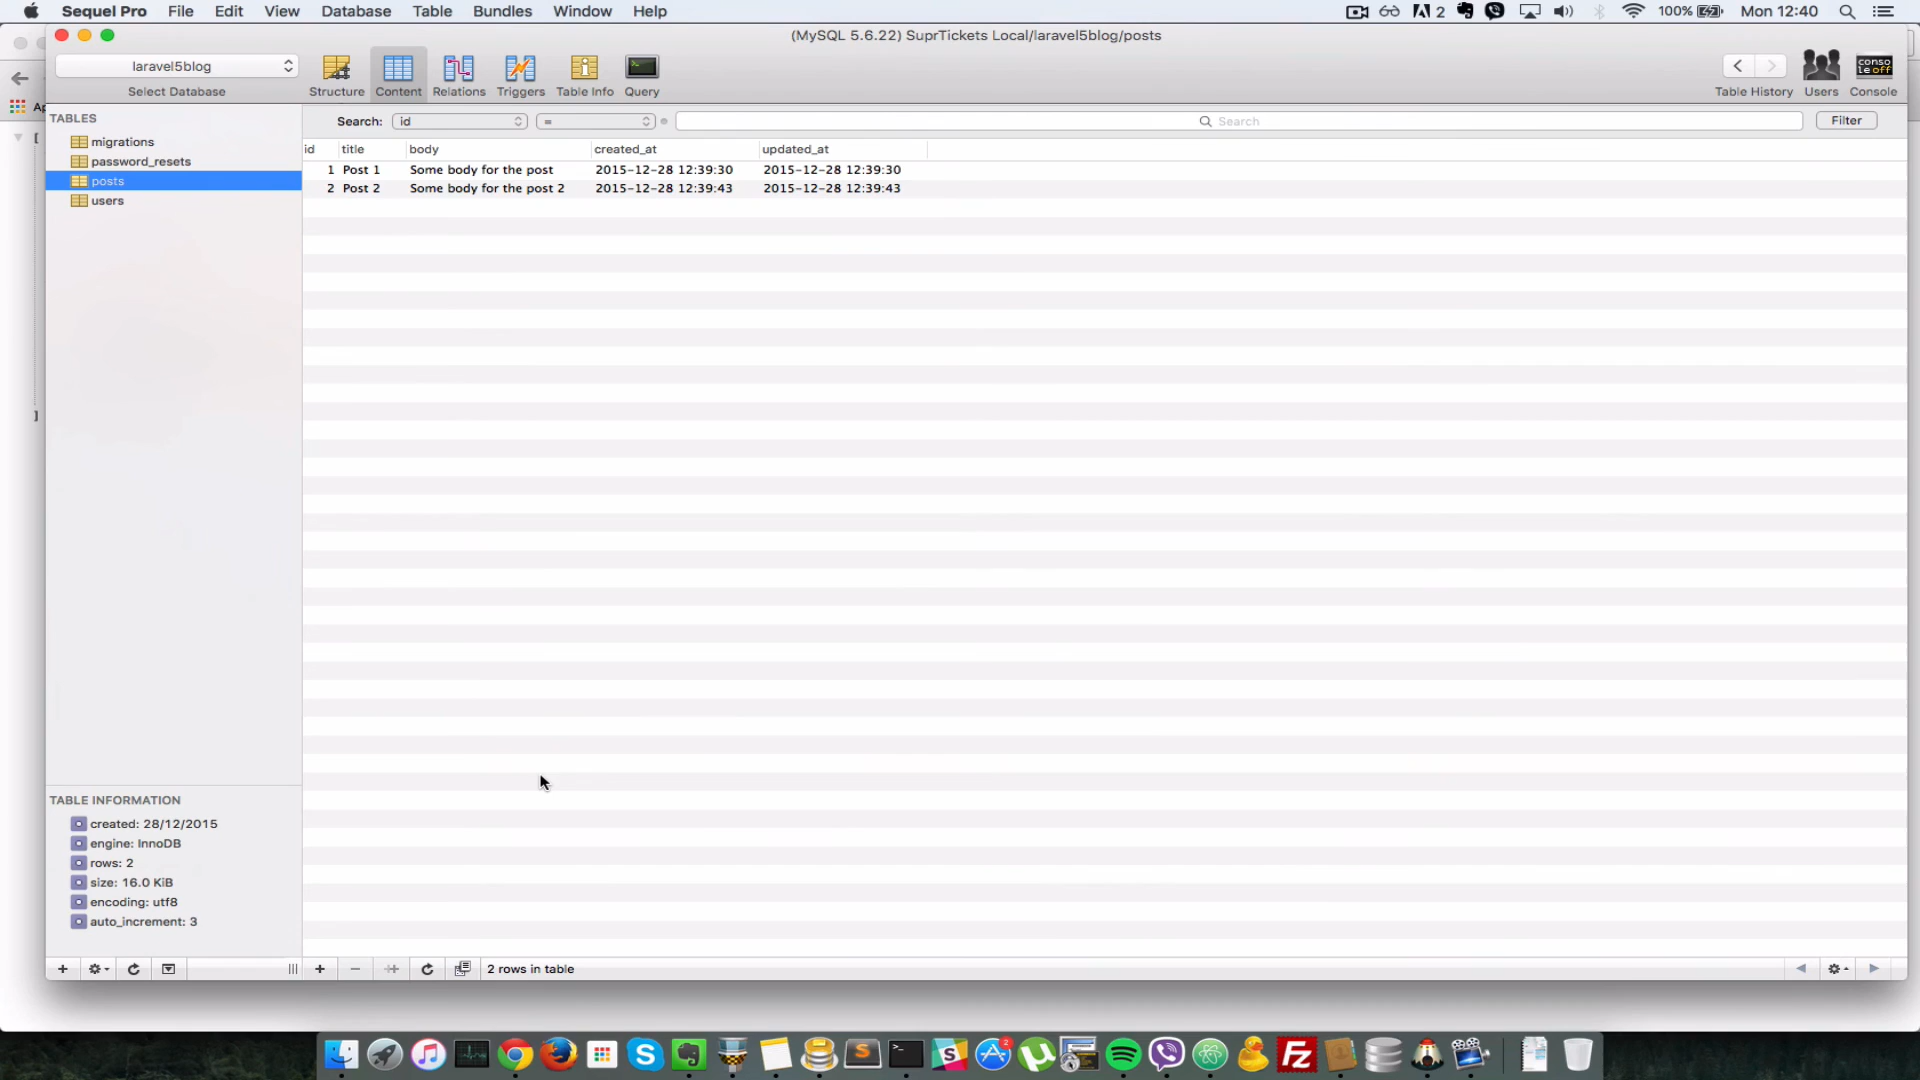 Sequel Pro File Edit View Database Table Bundles Window Help
2 100% Mon 12:40
(MySQL 5.6.22) SuprTickets Local/laravel5blog/posts
laravel5blog
Select Database
Structure Content Relations Triggers Table Info Query
Table History Users Console
conso
leoff
TABLES
migrations
password_resets
posts
users
Search: id = Search Filter
id title body created_at updated_at
1 Post 1 Some body for the post 2015-12-28 12:39:30 2015-12-28 12:39:30
2 Post 2 Some body for the post 2 2015-12-28 12:39:43 2015-12-28 12:39:43
TABLE INFORMATION
created: 28/12/2015
engine: InnoDB
rows: 2
size: 16.0 KiB
encoding: utf8
auto_increment: 3
2 rows in table